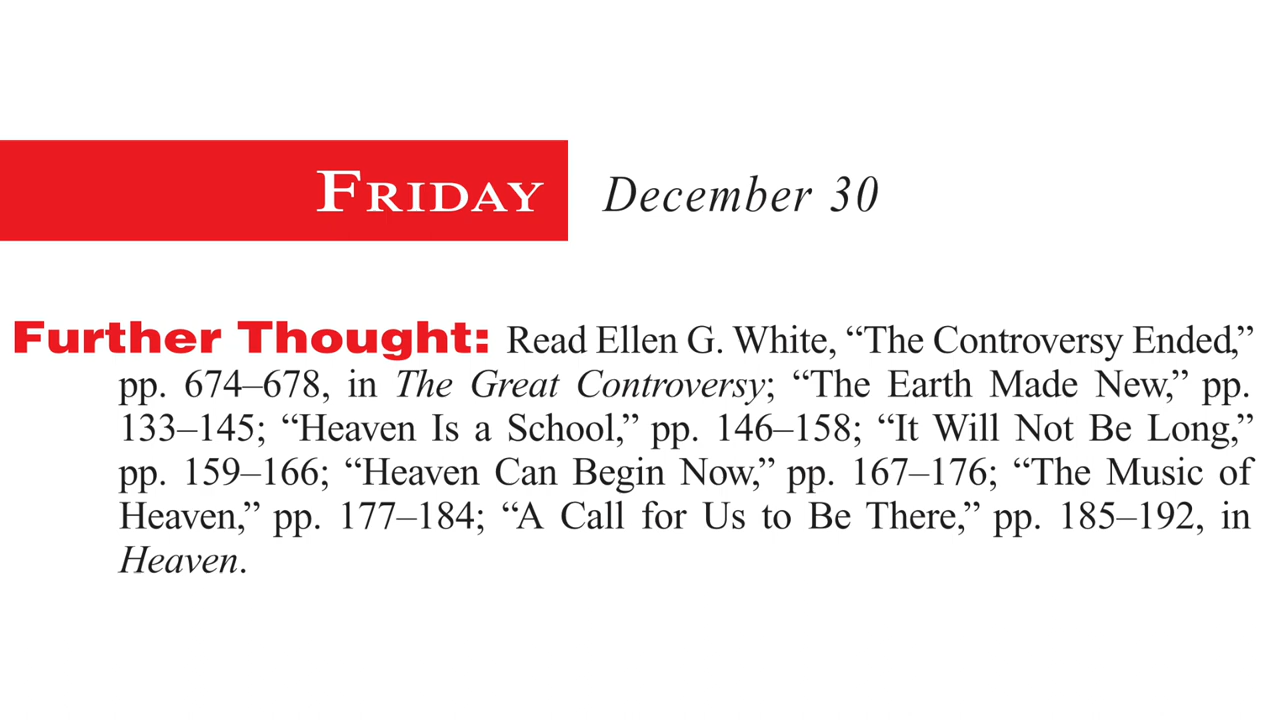 FRIDAY December 30
Further Thought: Read Ellen G. White, “The Controversy Ended,”
pp. 674–678, in The Great Controversy; “The Earth Made New,” pp.
133–145; “Heaven Is a School,” pp. 146–158; “It Will Not Be Long,”
pp. 159–166; “Heaven Can Begin Now,” pp. 167–176; “The Music of
Heaven,” pp. 177–184; “A Call for Us to Be There,” pp. 185–192, in
Heaven.